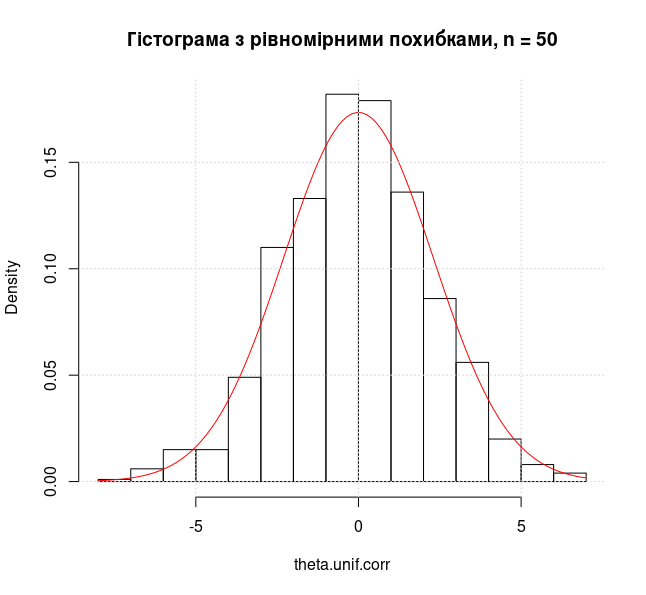 Гістограма з рівномірними похибками, n = 50
Density
0.15
0.10
0.05
0.00
-5 0 5
theta.unif.corr